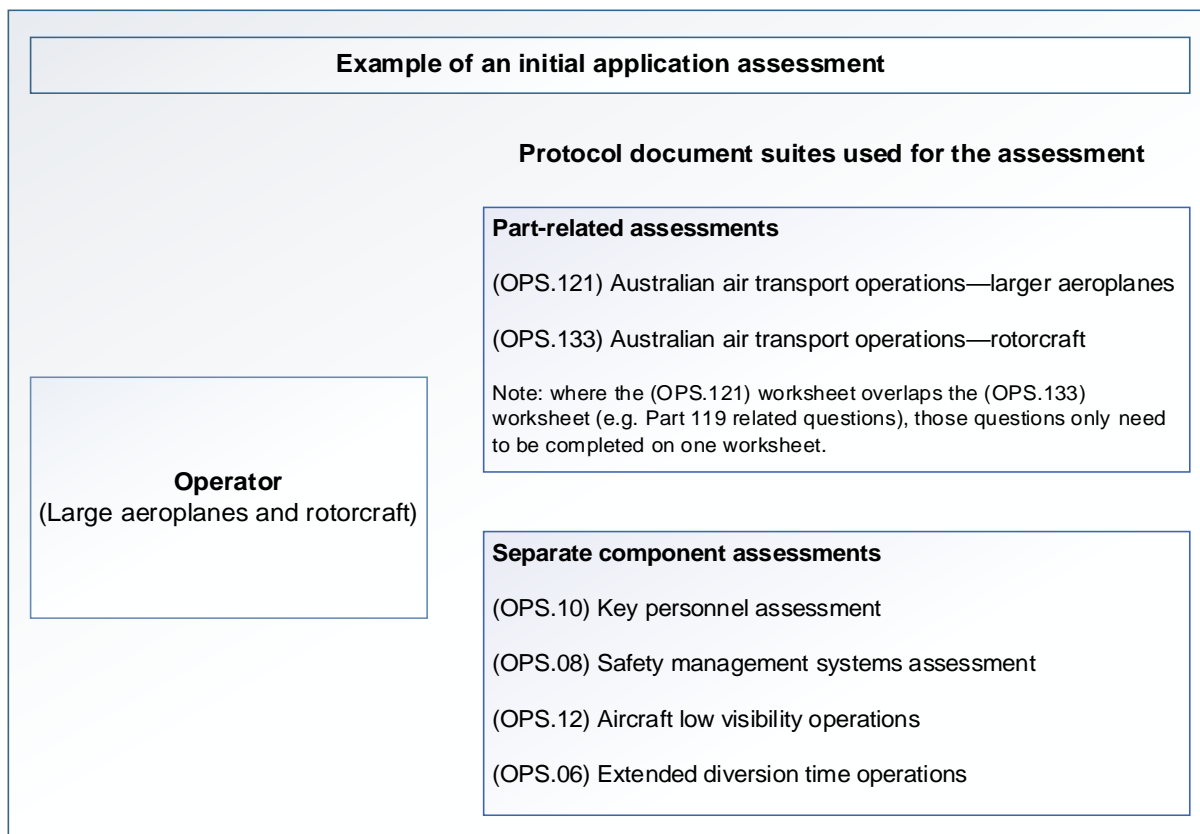 Example of an initial application assessment
Protocol document suites used for the assessment
Part-related assessments
(OPS.121) Australian air transport operations—larger aeroplanes
(OPS.133) Australian air transport operations—rotorcraft
Note: where the (OPS.121) worksheet overlaps the (OPS.133)
worksheet (e.g. Part 119 related questions), those questions only need
to be completed on one worksheet.
Operator
(Large aeroplanes and rotorcraft)
Separate component assessments
(OPS.10) Key personnel assessment
(OPS.08) Safety management systems assessment
(OPS.12) Aircraft low visibility operations
(OPS.06) Extended diversion time operations